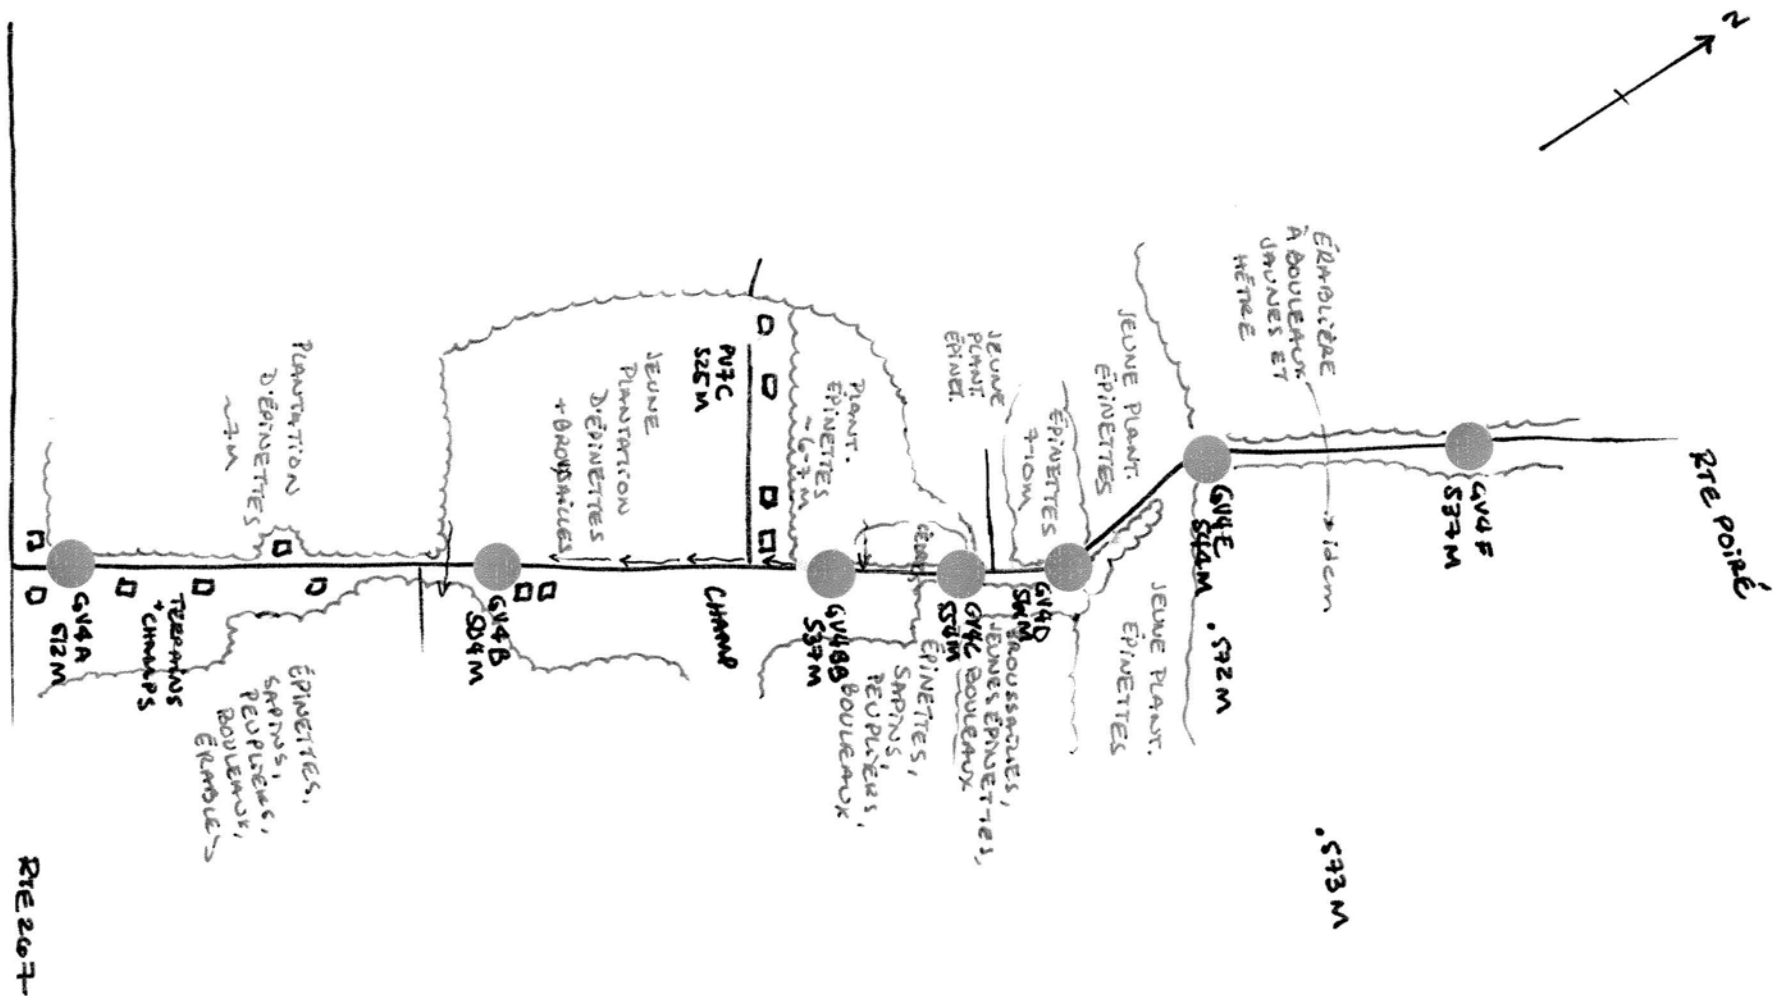 N
PLANTATION
D'ÉPINETTES
~7M
JEUNE
PLANTATION
D'ÉPINETTES
+ BROUSSAILLES
PV7C
525M
PLANT.
ÉPINETTES
~6-7M
JEUNE
PLANT.
ÉPINET.
ÉPINETTES
7-10M
JEUNE PLANT.
ÉPINETTES
ÉRABLIÈRE
À BOULEAUX
JAUNES ET
HÊTRE
idem
RTE POIRÉ
GV4F
537M
GV4E
544M
.572M
JEUNE PLANT.
ÉPINETTES
GV4D
BROUSSAILLES,
JEUNES ÉPINETTES,
BOULEAUX
GV4C
554M
ÉPINETTES,
SAPINS,
PEUPLIERS,
BOULEAUX
GV4BB
537M
CHAMP
GV4B
504M
ÉPINETTES,
SAPINS,
PEUPLIERS,
BOULEAUX,
ÉRABLES
TERRAINS
+ CHAMPS
GV4A
512M
RTE 267
.573M